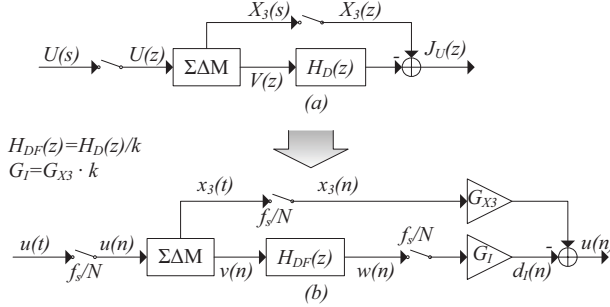 X3(s) X3(z)
U(s) U(z) ΣΔM V(z) HD(z) - JU(z)
(a)
HDF(z)=HD(z)/k
GI=GX3 · k
x3(t) fs/N x3(n) GX3
u(t) fs/N u(n) ΣΔM v(n) HDF(z) w(n) fs/N GI dI(n) - u(n
(b)